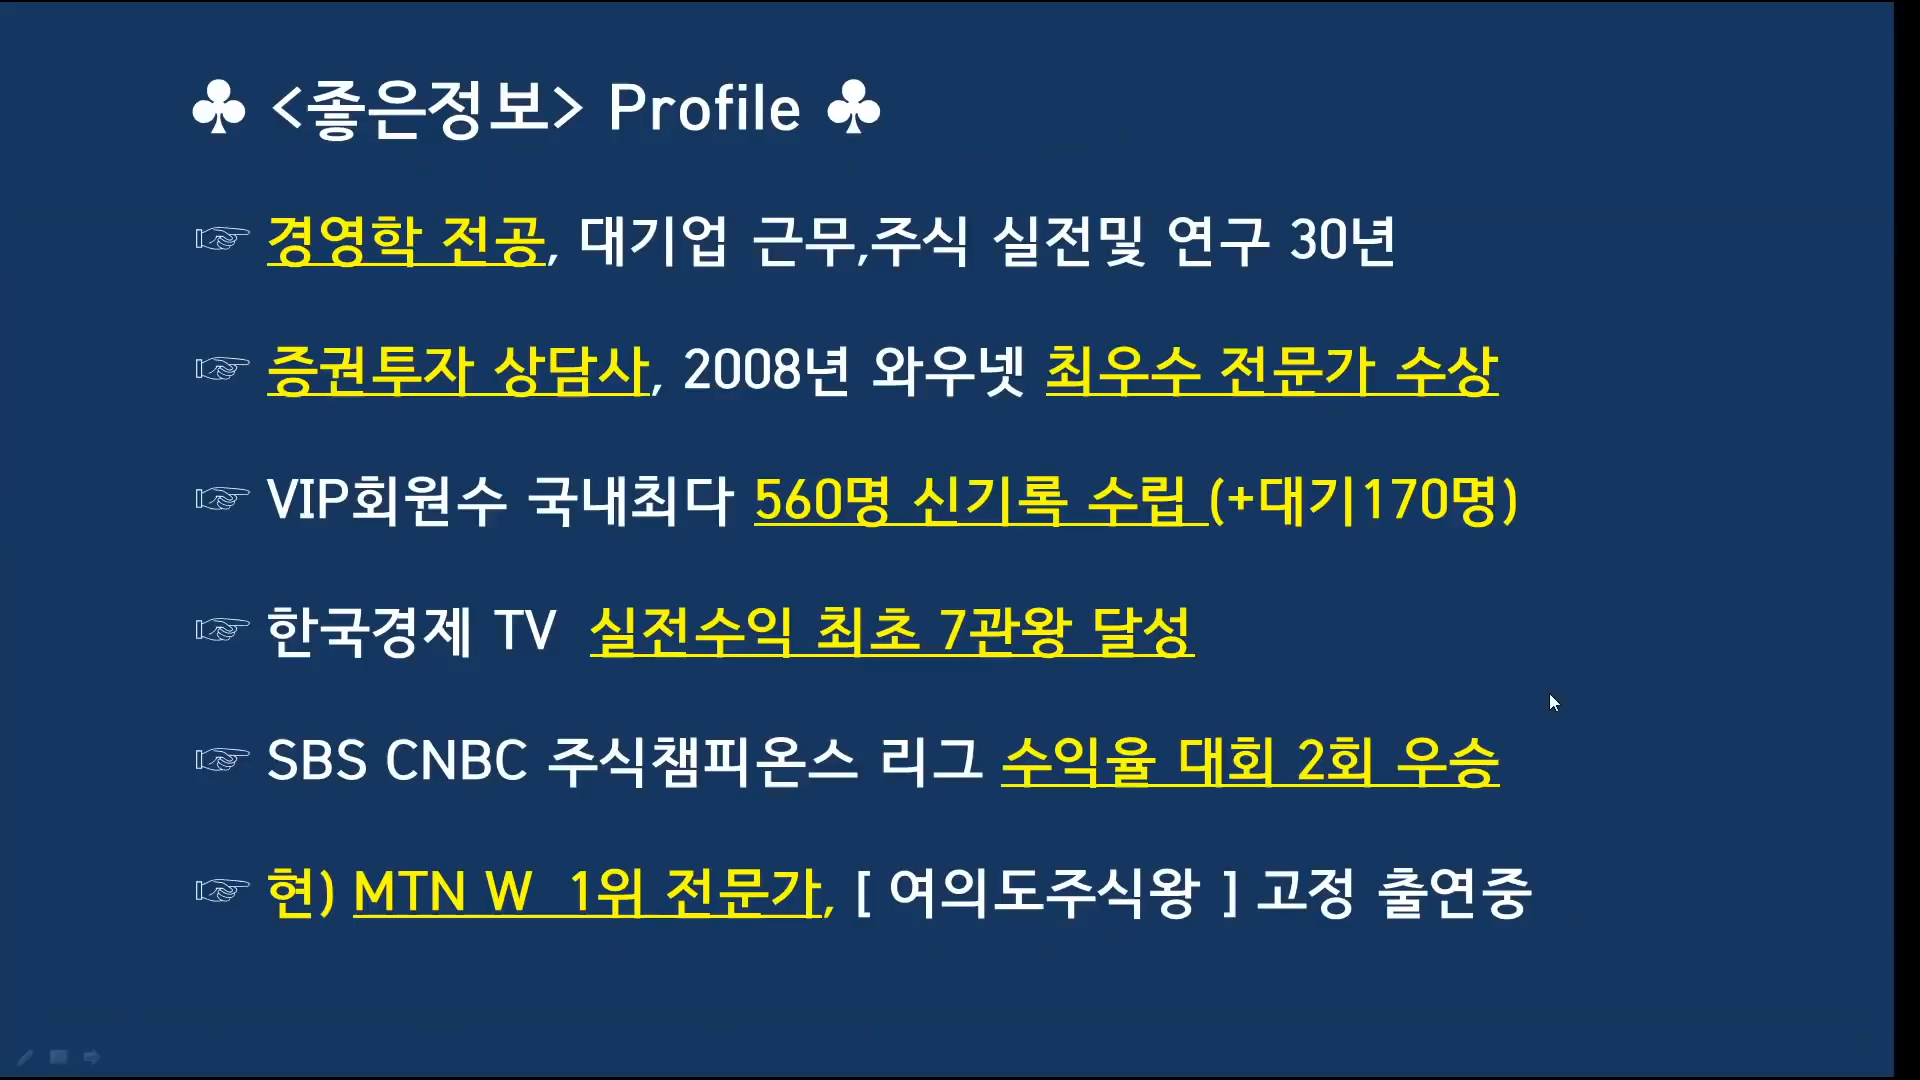 ♣ <좋은정보> Profile ♣
☞ 경영학 전공, 대기업 근무,주식 실전및 연구 30년
☞ 증권투자 상담사, 2008년 와우넷 최우수 전문가 수상
☞ VIP회원수 국내최다 560명 신기록 수립 (+대기170명)
☞ 한국경제 TV 실전수익 최초 7관왕 달성
☞ SBS CNBC 주식챔피온스 리그 수익율 대회 2회 우승
☞ 현) MTN W 1위 전문가, [ 여의도주식왕 ] 고정 출연중